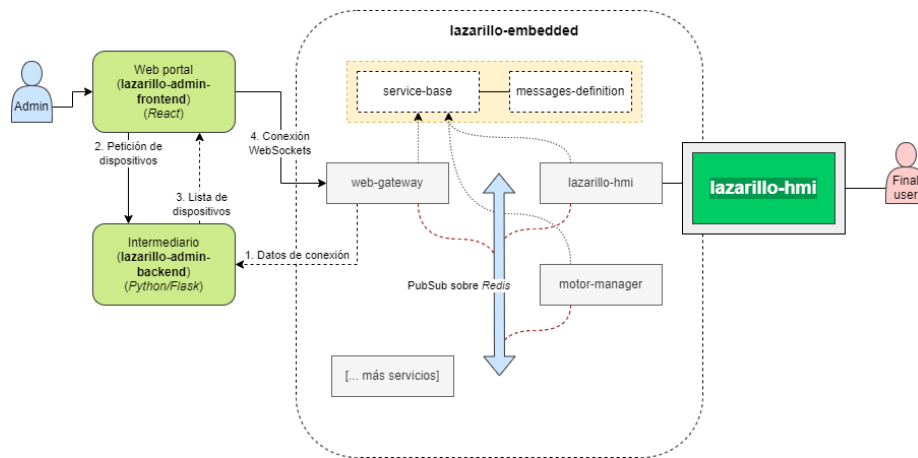 lazarillo-embedded
Web portal
(lazarillo-admin-
frontend)
(React)
Admin
service-base
messages-definition
4. Conexión
WebSockets
2. Petición de
dispositivos
3. Lista de
dispositivos
web-gateway
lazarillo-hmi
lazarillo-hmi
Final
user
Intermediario
(lazarillo-admin-
backend)
(Python/Flask)
1. Datos de conexión
PubSub sobre Redis
motor-manager
[... más servicios]